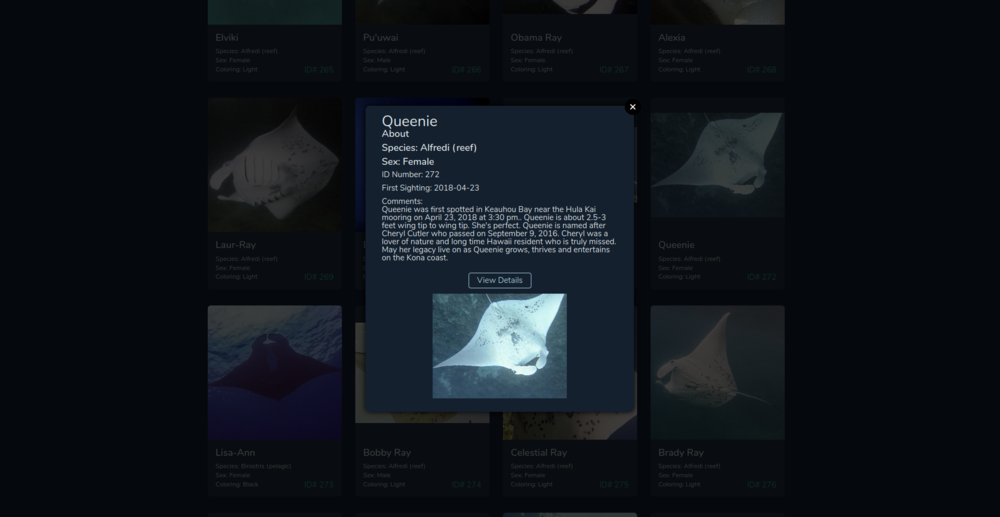 Elviki
Species: Alfredi (reef)
Sex: Female
Coloring: Light
ID# 265
Pu'uwai
Species: Alfredi (reef)
Sex: Male
Coloring: Light
ID# 266
Obama Ray
Species: Alfredi (reef)
Sex: Female
Coloring: Light
ID# 267
Alexia
Species: Alfredi (reef)
Sex: Female
Coloring: Light
ID# 268
Queenie
About
Species: Alfredi (reef)
Sex: Female
ID Number: 272
First Sighting: 2018-04-23
Comments:
Queenie was first spotted in Keauhou Bay near the Hula Kai
mooring on April 23, 2018 at 3:30 pm.. Queenie is about 2.5-3
feet wing tip to wing tip. She's perfect. Queenie is named after
Cheryl Cutler who passed on September 9, 2016. Cheryl was a
lover of nature and long time Hawaii resident who is truly missed.
May her legacy live on as Queenie grows, thrives and entertains
on the Kona coast.
View Details
Laur-Ray
Species: Alfredi (reef)
Sex: Female
Coloring: Light
ID# 269
Queenie
Species: Alfredi (reef)
Sex: Female
Coloring: Light
ID# 272
Lisa-Ann
Species: Birostris (pelagic)
Sex: Female
Coloring: Black
ID# 273
Bobby Ray
Species: Alfredi (reef)
Sex: Male
Coloring: Light
ID# 274
Celestial Ray
Species: Alfredi (reef)
Sex: Female
Coloring: Light
ID# 275
Brady Ray
Species: Alfredi (reef)
Sex: Female
Coloring: Light
ID# 276